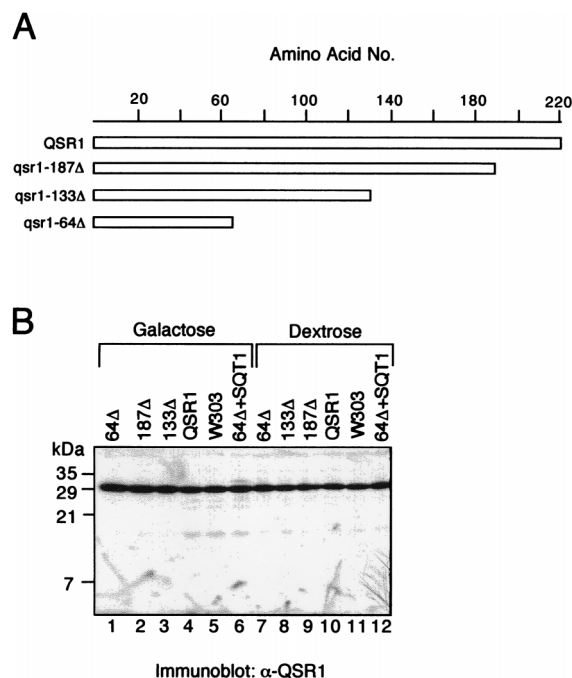 A
Amino Acid No.
20 60 100 140 180 220
QSR1
qsr1-187Δ
qsr1-133Δ
qsr1-64Δ
B
Galactose Dextrose
64Δ 187Δ 133Δ QSR1 W303 64Δ+SQT1 64Δ 133Δ 187Δ QSR1 W303 64Δ+SQT1
kDa
35
29
21
7
1 2 3 4 5 6 7 8 9 10 11 12
Immunoblot: α-QSR1